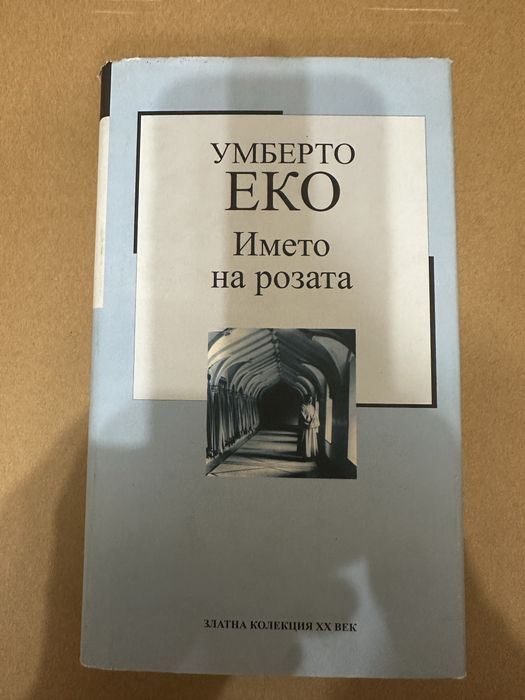 УМБЕРТО
ЕКО
Името
на розата
ЗЛАТНА КОЛЕКЦИЯ XX ВЕК